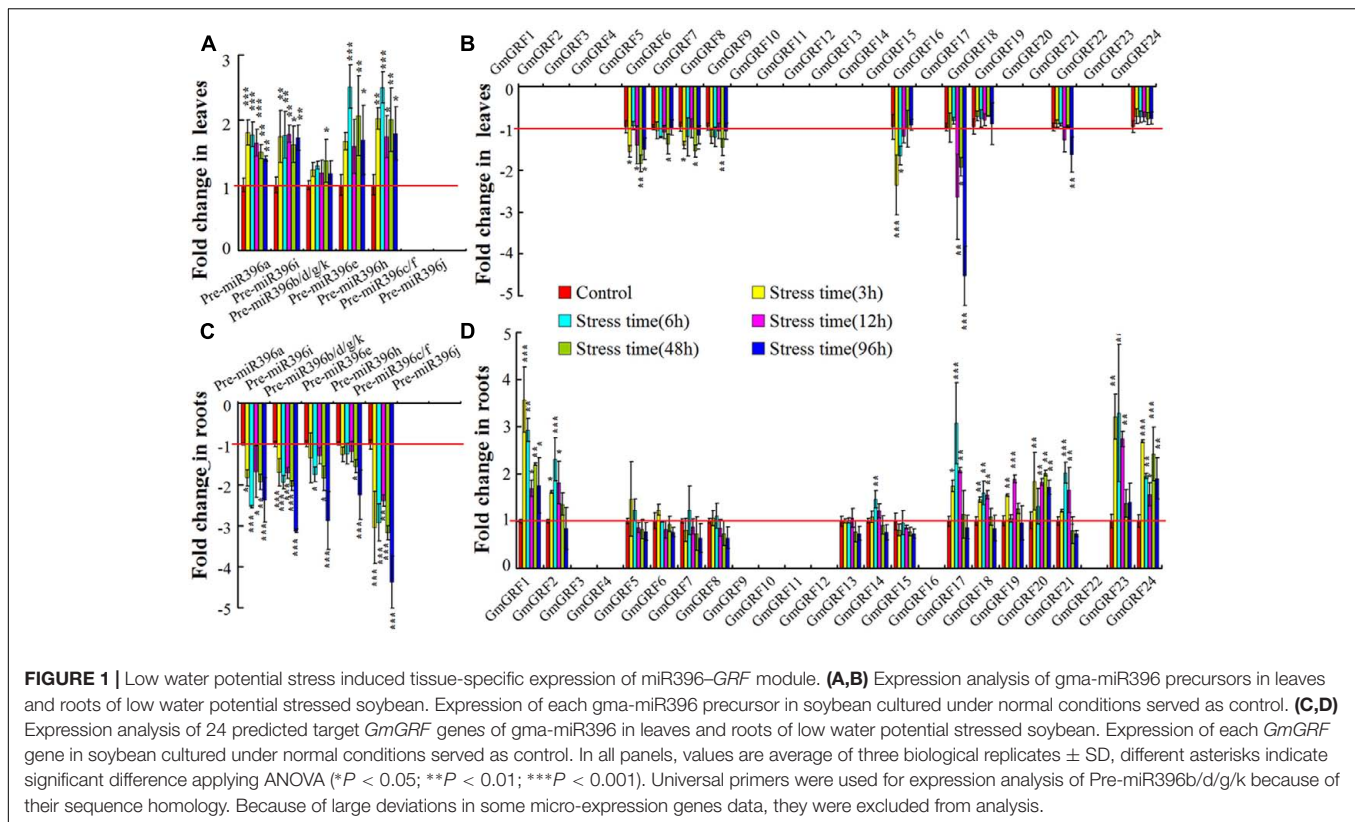 A
Fold change in leaves
3
2
1
0
Pre-miR396a
Pre-miR396i
Pre-miR396b/d/g/k
Pre-miR396e
Pre-miR396h
Pre-miR396c/f
Pre-miR396j
B
GmGRF1
GmGRF2
GmGRF3
GmGRF4
GmGRF5
GmGRF6
GmGRF7
GmGRF8
GmGRF9
GmGRF10
GmGRF11
GmGRF12
GmGRF13
GmGRF14
GmGRF15
GmGRF16
GmGRF17
GmGRF18
GmGRF19
GmGRF20
GmGRF21
GmGRF22
GmGRF23
GmGRF24
Fold change in leaves
0
-1
-2
-3
-4
-5
Control
Stress time(3h)
Stress time(6h)
Stress time(12h)
Stress time(48h)
Stress time(96h)
C
Pre-miR396a
Pre-miR396i
Pre-miR396b/d/g/k
Pre-miR396e
Pre-miR396h
Pre-miR396c/f
Pre-miR396j
Fold change in roots
0
-1
-2
-3
-4
-5
D
Fold change in roots
5
4
3
2
1
0
GmGRF1
GmGRF2
GmGRF3
GmGRF4
GmGRF5
GmGRF6
GmGRF7
GmGRF8
GmGRF9
GmGRF10
GmGRF11
GmGRF12
GmGRF13
GmGRF14
GmGRF15
GmGRF16
GmGRF17
GmGRF18
GmGRF19
GmGRF20
GmGRF21
GmGRF22
GmGRF23
GmGRF24
FIGURE 1 | Low water potential stress induced tissue-specific expression of miR396–GRF module. (A,B) Expression analysis of gma-miR396 precursors in leaves
and roots of low water potential stressed soybean. Expression of each gma-miR396 precursor in soybean cultured under normal conditions served as control. (C,D)
Expression analysis of 24 predicted target GmGRF genes of gma-miR396 in leaves and roots of low water potential stressed soybean. Expression of each GmGRF
gene in soybean cultured under normal conditions served as control. In all panels, values are average of three biological replicates ± SD, different asterisks indicate
significant difference applying ANOVA (*P < 0.05; **P < 0.01; ***P < 0.001). Universal primers were used for expression analysis of Pre-miR396b/d/g/k because of
their sequence homology. Because of large deviations in some micro-expression genes data, they were excluded from analysis.